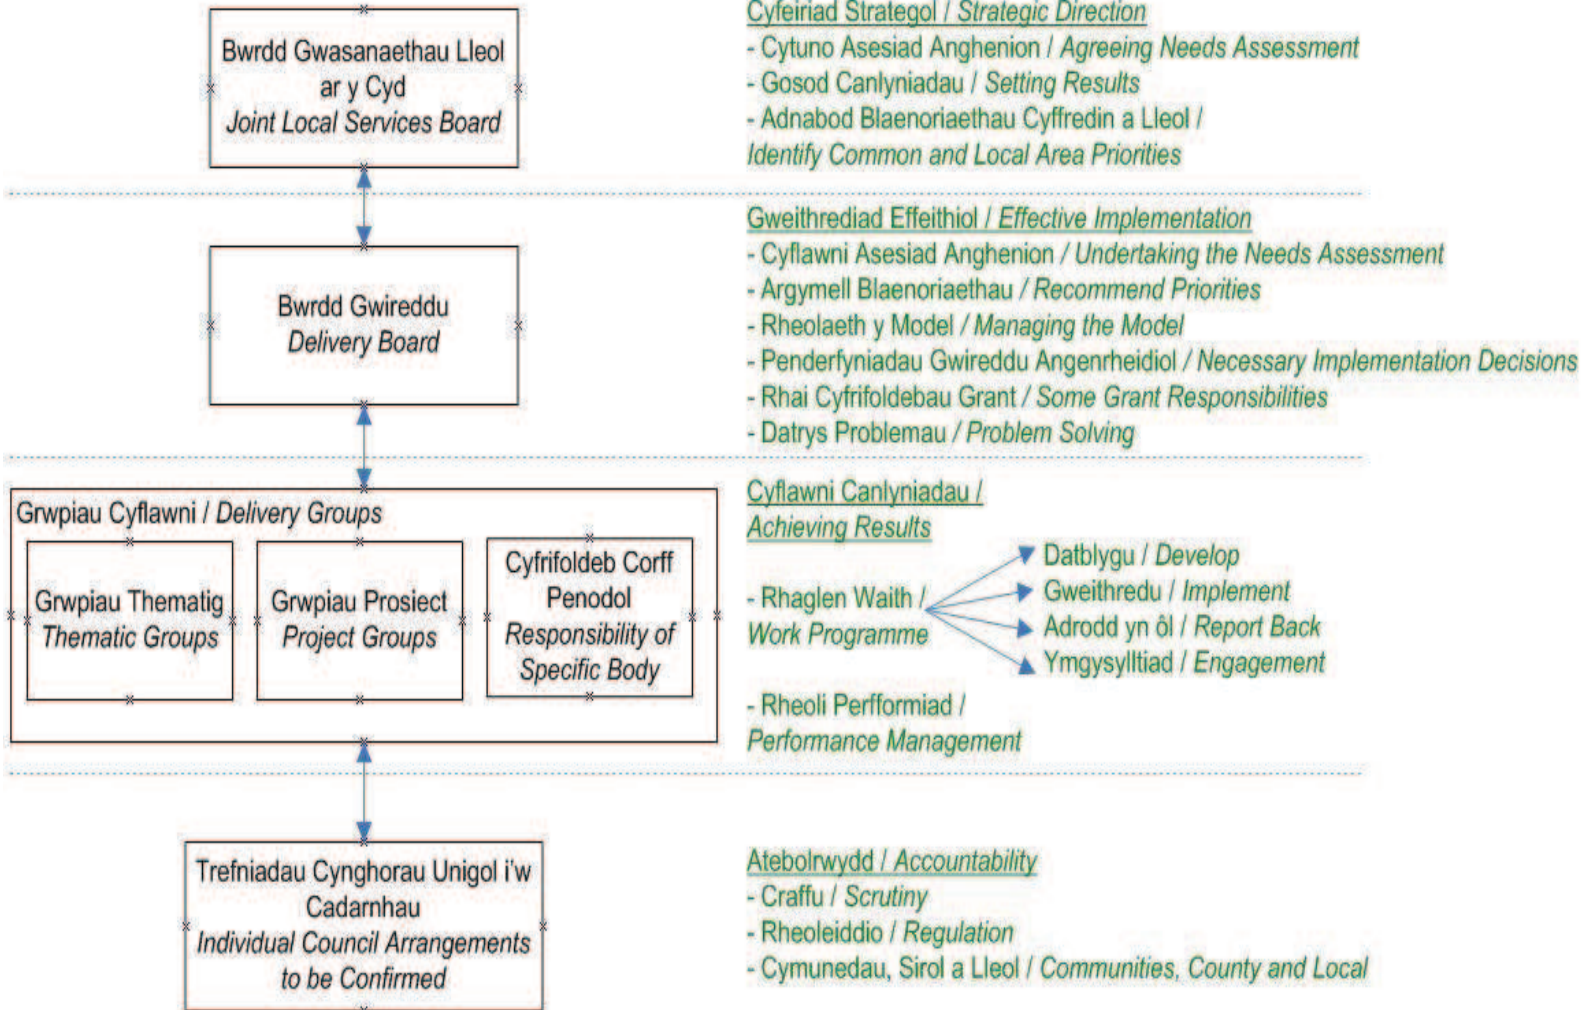 Bwrdd Gwasanaethau Lleol
ar y Cyd
Joint Local Services Board
Cyfeiriad Strategol / Strategic Direction
- Cytuno Asesiad Anghenion / Agreeing Needs Assessment
- Gosod Canlyniadau / Setting Results
- Adnabod Blaenoriaethau Cyffredin a Lleol /
Identify Common and Local Area Priorities
Bwrdd Gwireddu
Delivery Board
Gweithrediad Effeithiol / Effective Implementation
- Cyflawni Asesiad Anghenion / Undertaking the Needs Assessment
- Argymell Blaenoriaethau / Recommend Priorities
- Rheolaeth y Model / Managing the Model
- Penderfyniadau Gwireddu Angenrheidiol / Necessary Implementation Decisions
- Rhai Cyfrifoldebau Grant / Some Grant Responsibilities
- Datrys Problemau / Problem Solving
Grwpiau Cyflawni / Delivery Groups
Grwpiau Thematig
Thematic Groups
Grwpiau Prosiect
Project Groups
Cyfrifoldeb Corff
Penodol
Responsibility of
Specific Body
Cyflawni Canlyniadau /
Achieving Results
- Rhaglen Waith /
Work Programme
Datblygu / Develop
Gweithredu / Implement
Adrodd yn ôl / Report Back
Ymgysylltiad / Engagement
- Rheoli Perfformiad /
Performance Management
Trefniadau Cynghorau Unigol i'w
Cadarnhau
Individual Council Arrangements
to be Confirmed
Atebolrwydd / Accountability
- Craffu / Scrutiny
- Rheoleiddio / Regulation
- Cymunedau, Sirol a Lleol / Communities, County and Local